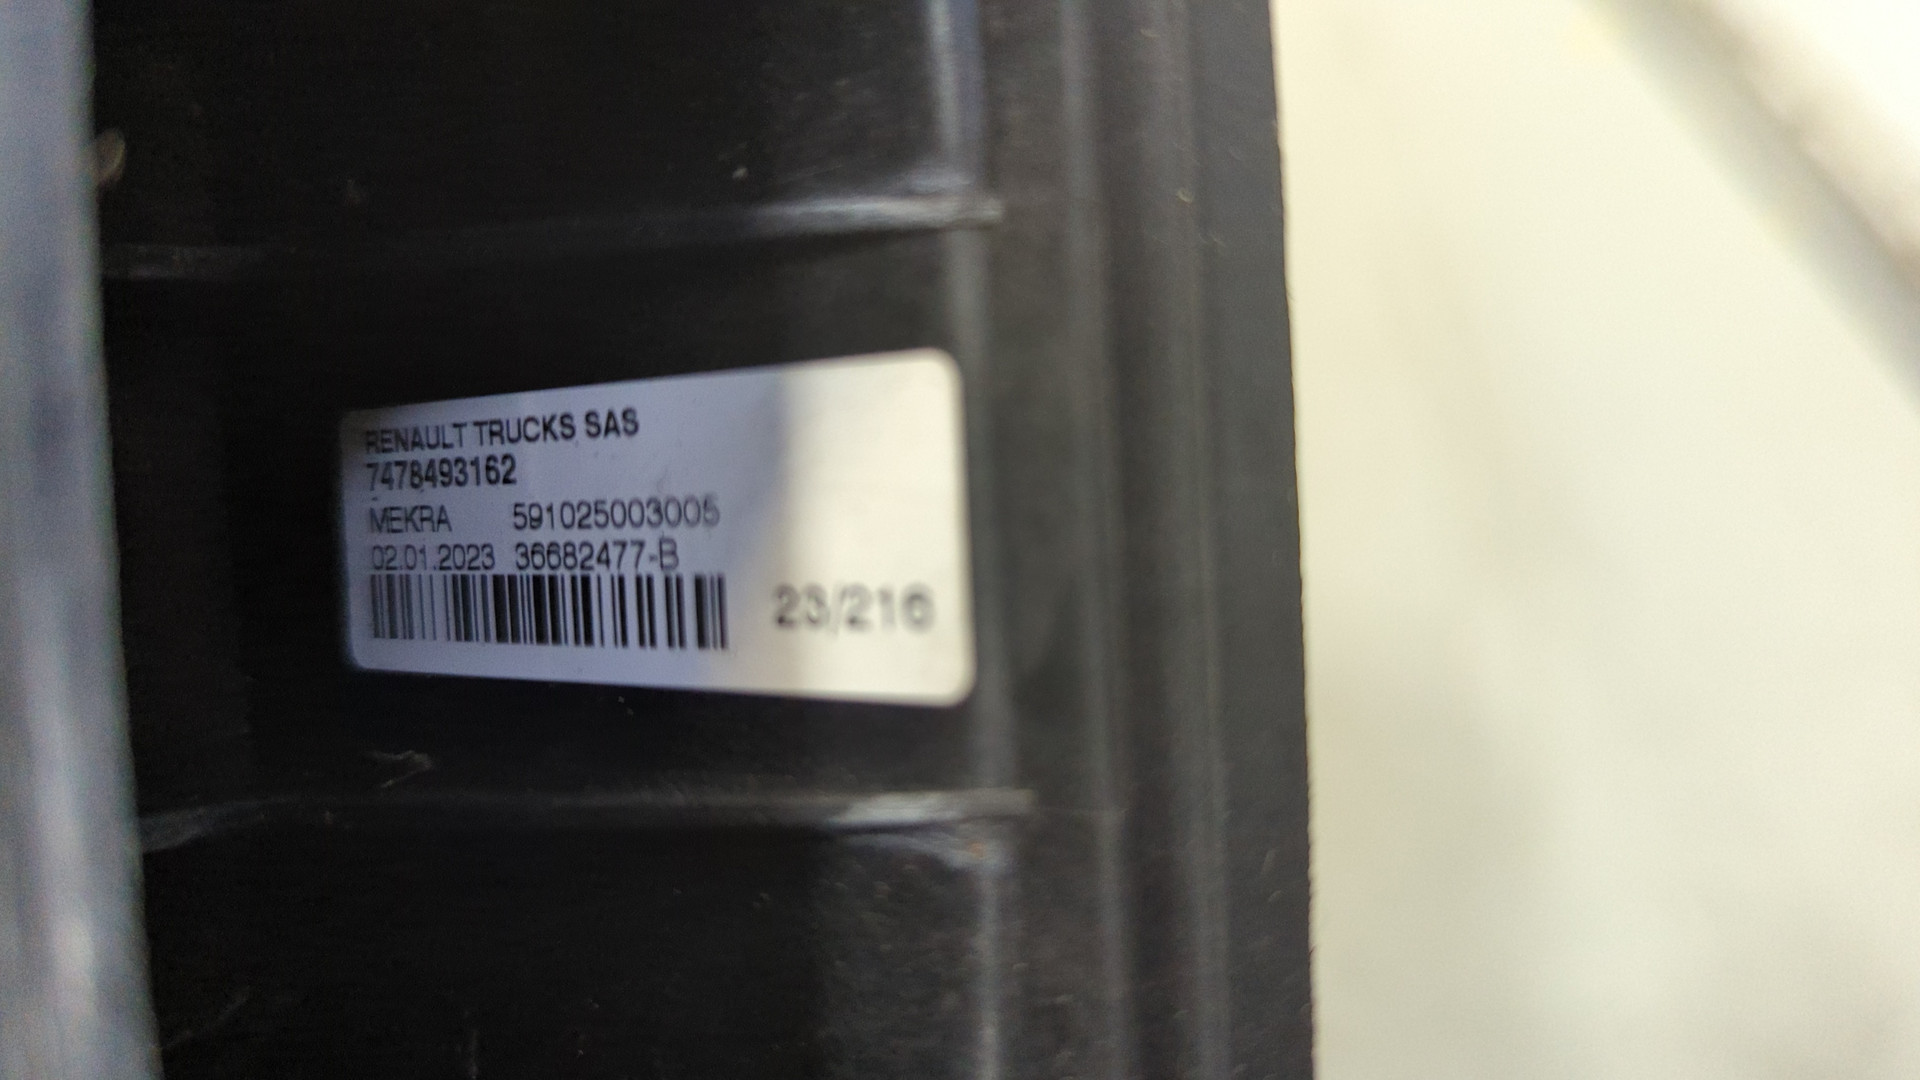 RENAULT TRUCKS SAS
7478493162
MEKRA 591025003005
02.01.2023 36682477-B
23/216